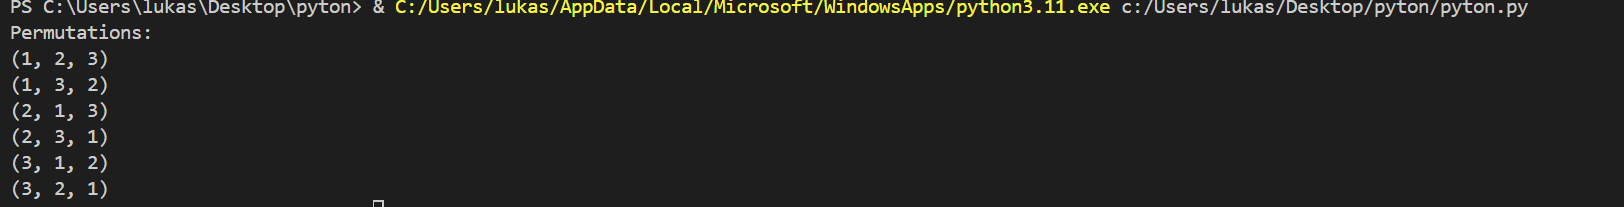 PS C:\Users\lukas\Desktop\pyton> & C:/Users/lukas/AppData/Local/Microsoft/WindowsApps/python3.11.exe c:/Users/lukas/Desktop/pyton/pyton.py
Permutations:
(1, 2, 3)
(1, 3, 2)
(2, 1, 3)
(2, 3, 1)
(3, 1, 2)
(3, 2, 1)